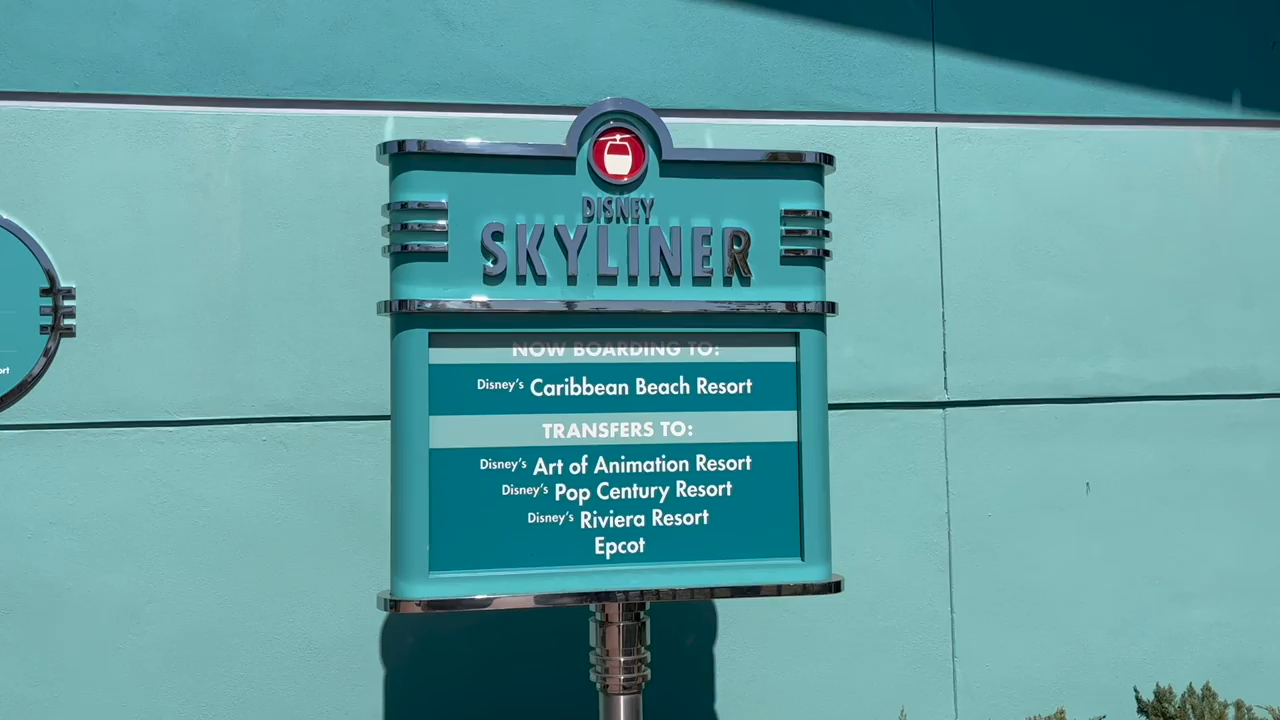 DISNEY
SKYLINER
NOW BOARDING TO:
Disney's Caribbean Beach Resort
TRANSFERS TO:
Disney's Art of Animation Resort
Disney's Pop Century Resort
Disney's Riviera Resort
Epcot